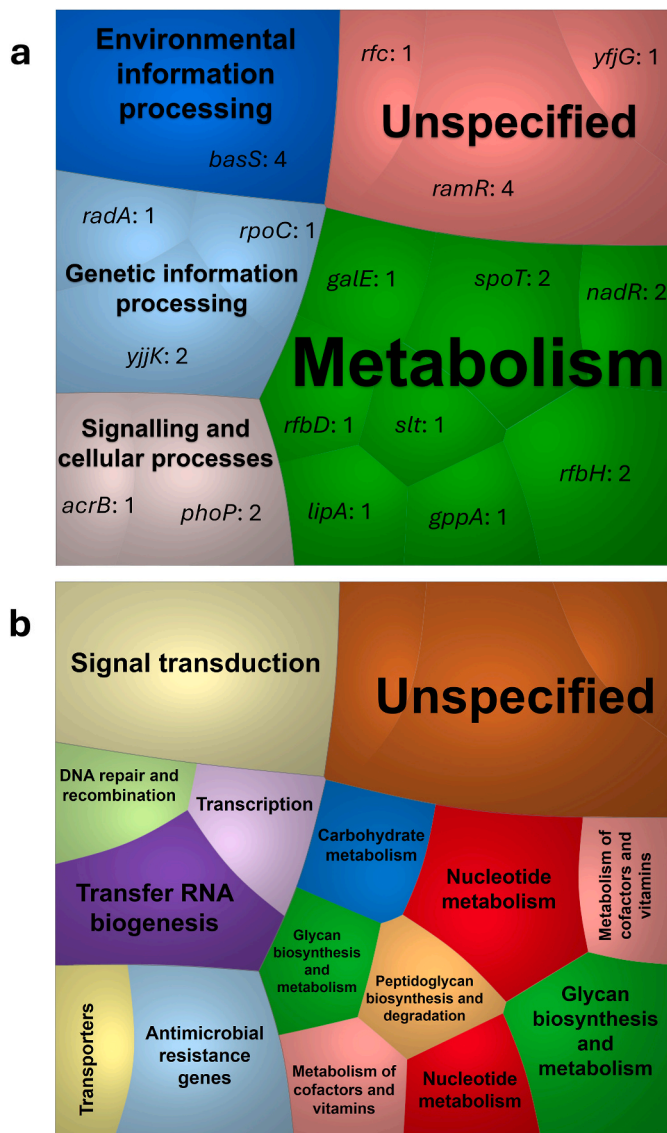 a
Environmental
information
processing
basS: 4
rfc: 1
yfjG: 1
Unspecified
ramR: 4
radA: 1
rpoC: 1
Genetic information
processing
yjjK: 2
galE: 1
spoT: 2
nadR: 2
Metabolism
rfbD: 1
slt: 1
rfbH: 2
lipA: 1
gppA: 1
Signalling and
cellular processes
acrB: 1
phoP: 2
b
Signal transduction
Unspecified
DNA repair and
recombination
Transcription
Transfer RNA
biogenesis
Carbohydrate
metabolism
Nucleotide
metabolism
Metabolism of
cofactors and
vitamins
Glycan
biosynthesis
and
metabolism
Peptidoglycan
biosynthesis and
degradation
Glycan
biosynthesis
and
metabolism
Transporters
Antimicrobial
resistance
genes
Metabolism of
cofactors and
vitamins
Nucleotide
metabolism